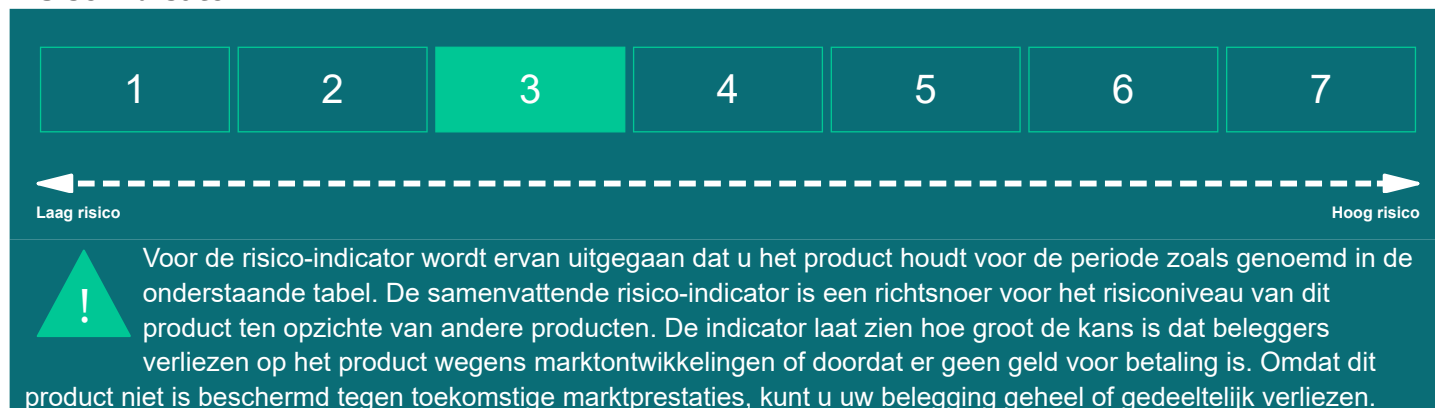 1 2 3 4 5 6 7
Laag risico Hoog risico
! Voor de risico-indicator wordt ervan uitgegaan dat u het product houdt voor de periode zoals genoemd in de
onderstaande tabel. De samenvattende risico-indicator is een richtsnoer voor het risiconiveau van dit
product ten opzichte van andere producten. De indicator laat zien hoe groot de kans is dat beleggers
verliezen op het product wegens marktontwikkelingen of doordat er geen geld voor betaling is. Omdat dit
product niet is beschermd tegen toekomstige marktprestaties, kunt u uw belegging geheel of gedeeltelijk verliezen.